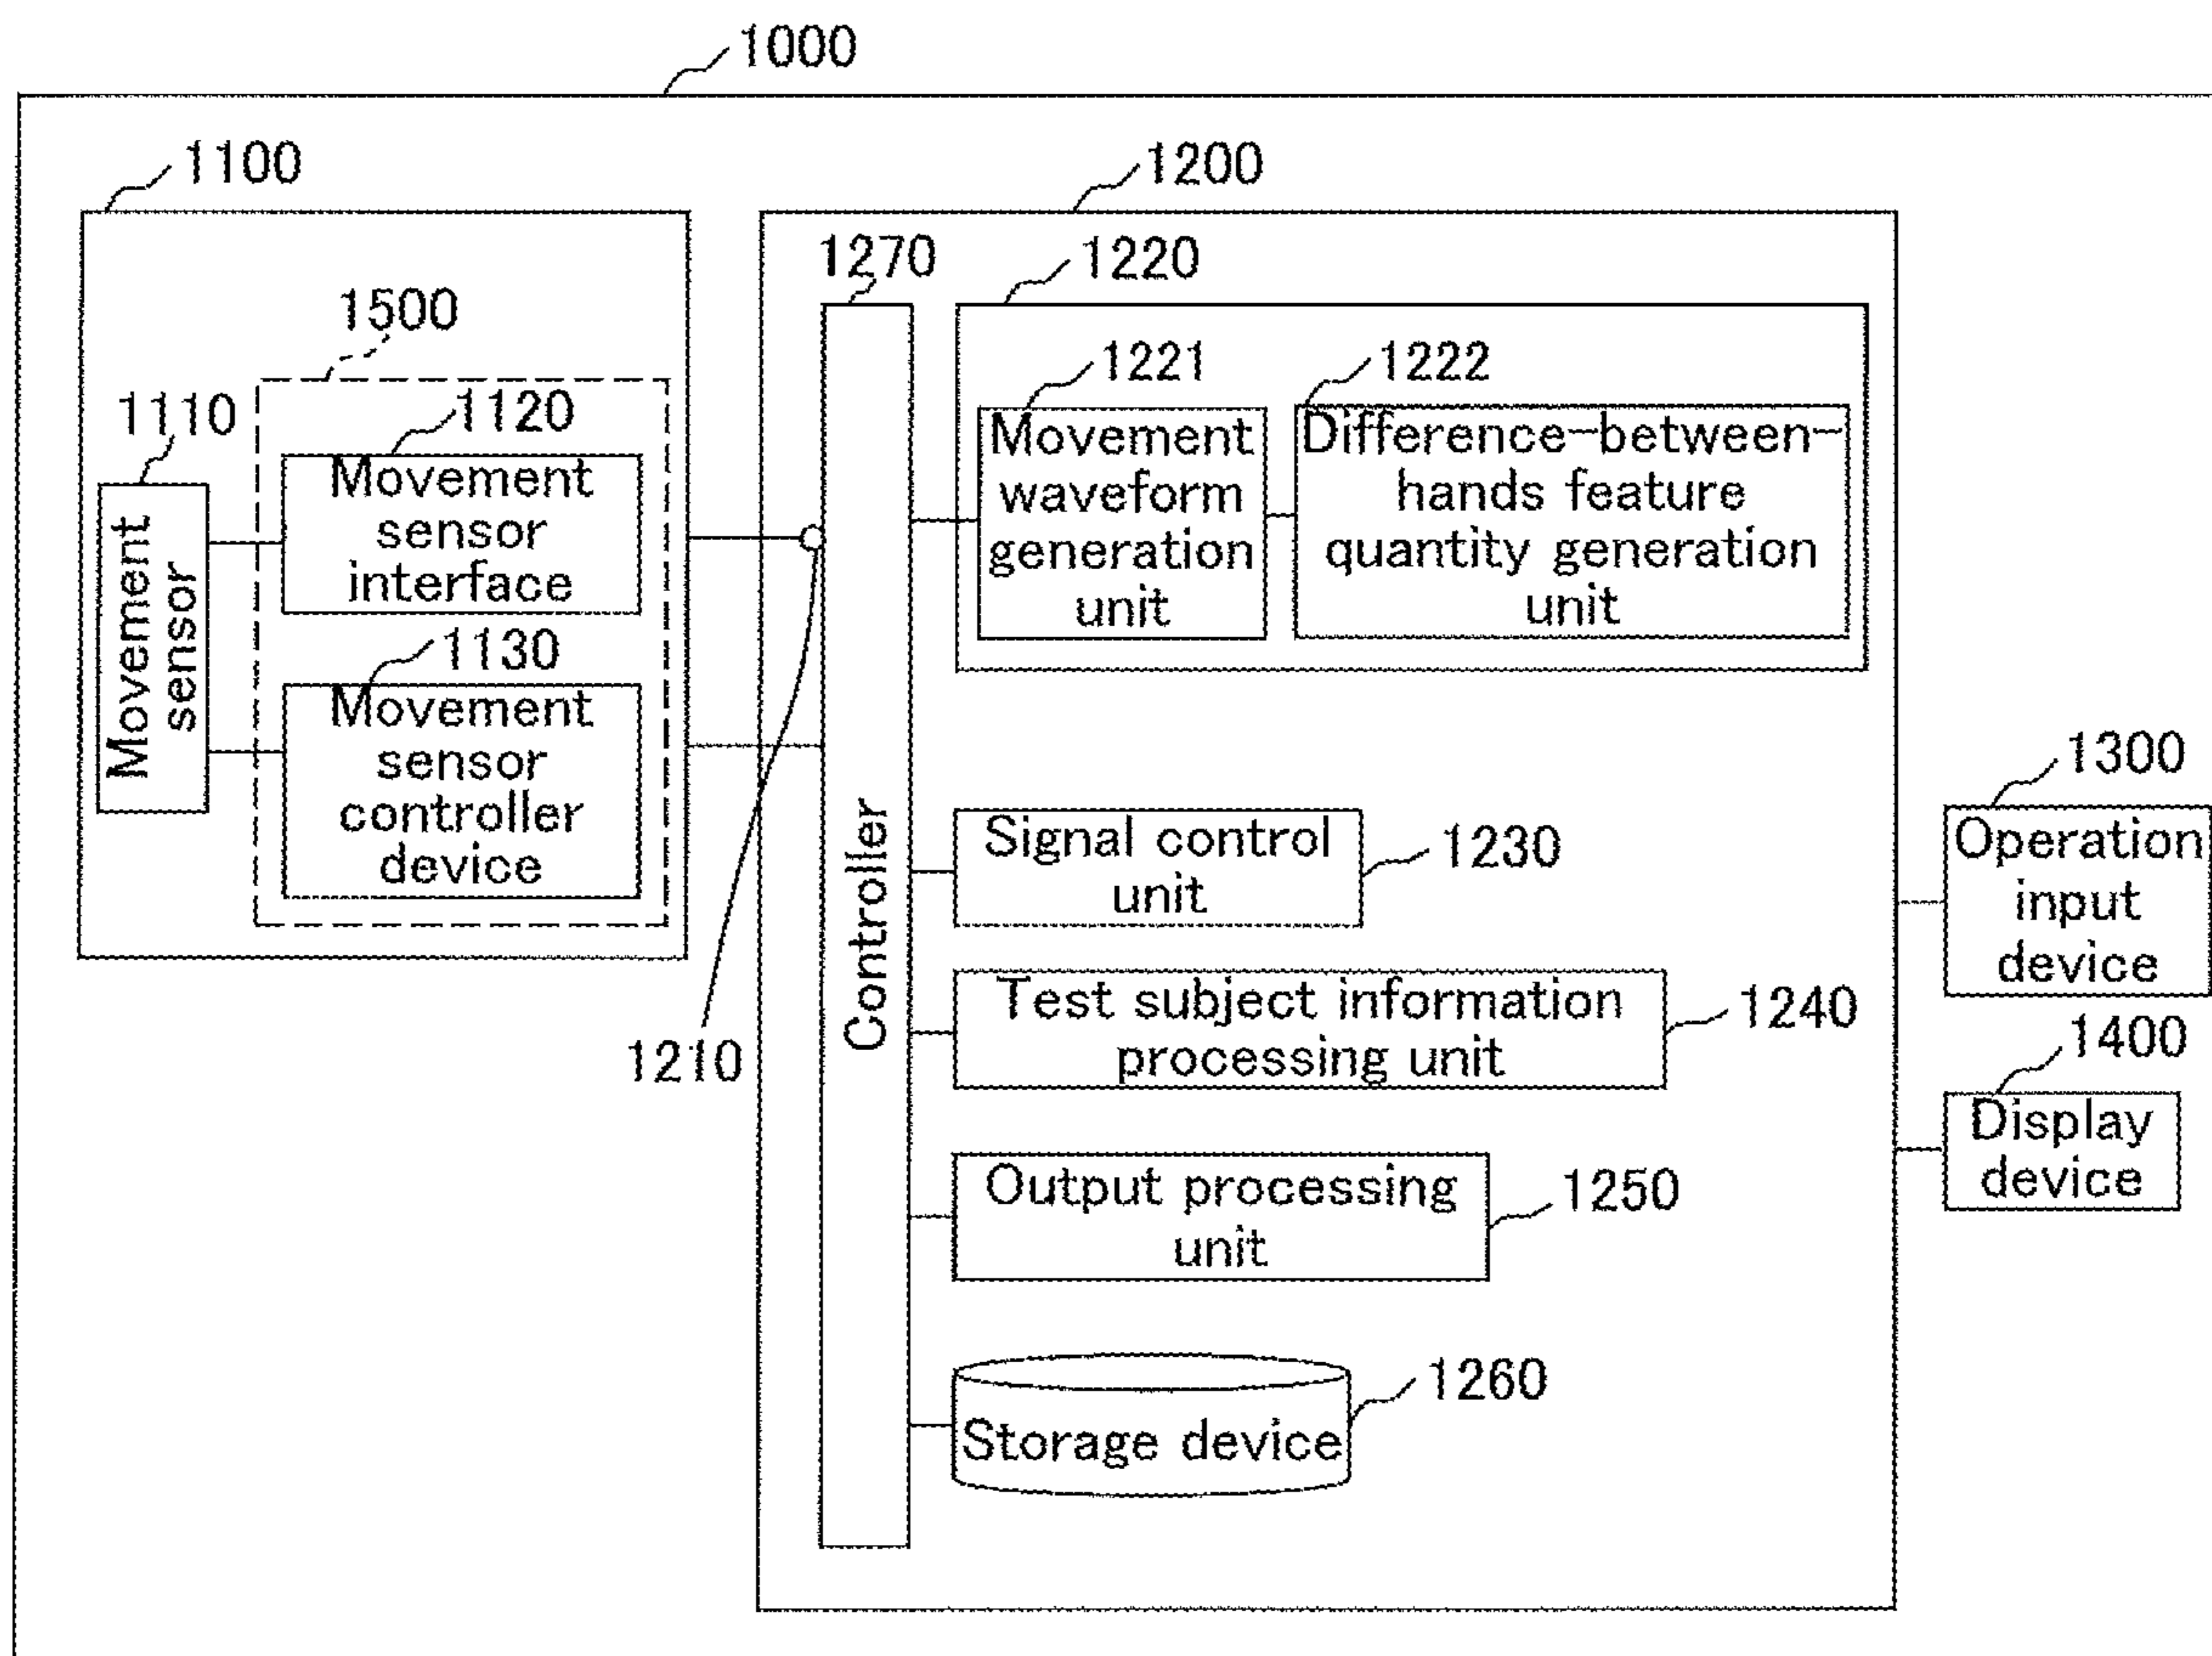 1000
1100
1200
1270
1220
1500
1221
1222
1110
1120
Movement
sensor
Movement
sensor
interface
1130
Movement
sensor
controller
device
Movement
waveform
generation
unit
Difference-between-
hands feature
quantity generation
unit
1210
Controller
Signal control
unit
1230
Test subject information
processing unit
1240
Output processing
unit
1250
Storage device
1260
1300
Operation
input
device
1400
Display
device